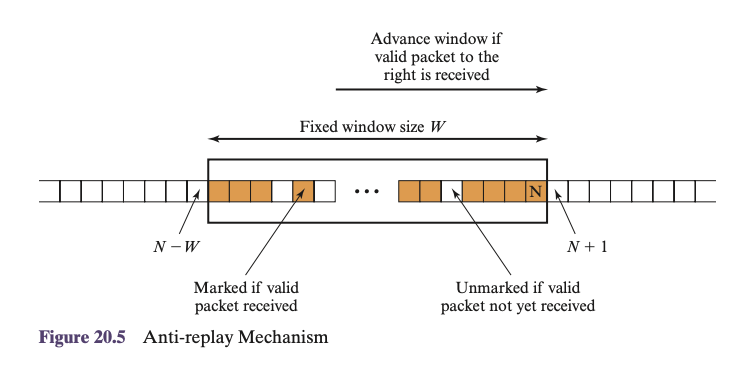 Advance window if
valid packet to the
right is received
Fixed window size W
• • •
N
N – W
N + 1
Marked if valid
packet received
Unmarked if valid
packet not yet received
Figure 20.5 Anti-replay Mechanism